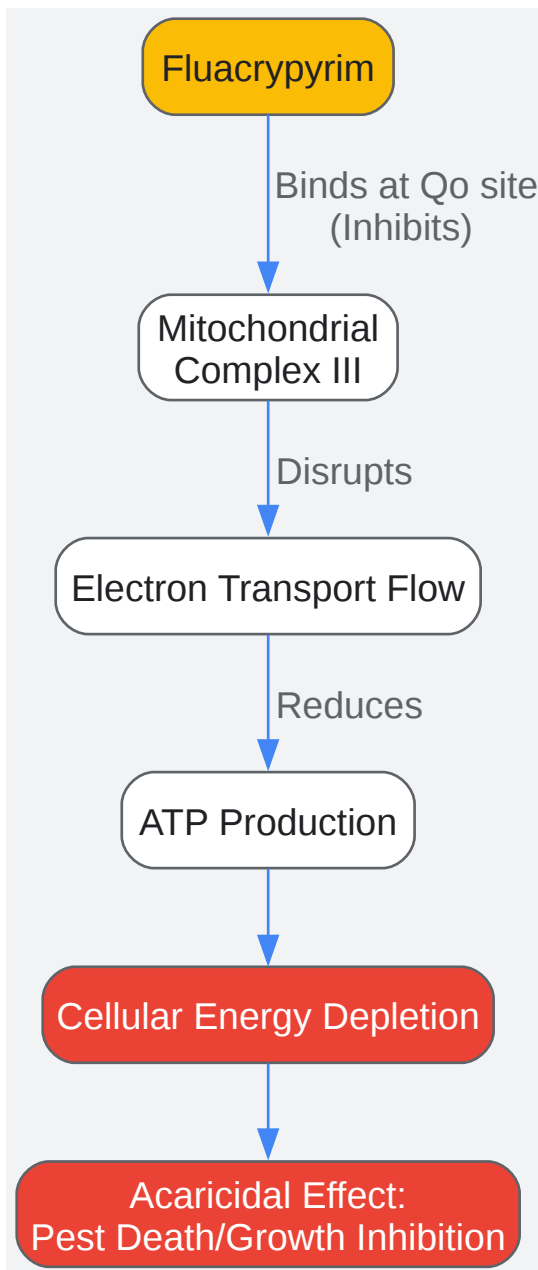 Fluacrypyrim
Binds at Qo site
(Inhibits)
Mitochondrial
Complex III
Disrupts
Electron Transport Flow
Reduces
ATP Production
Cellular Energy Depletion
Acaricidal Effect:
Pest Death/Growth Inhibition